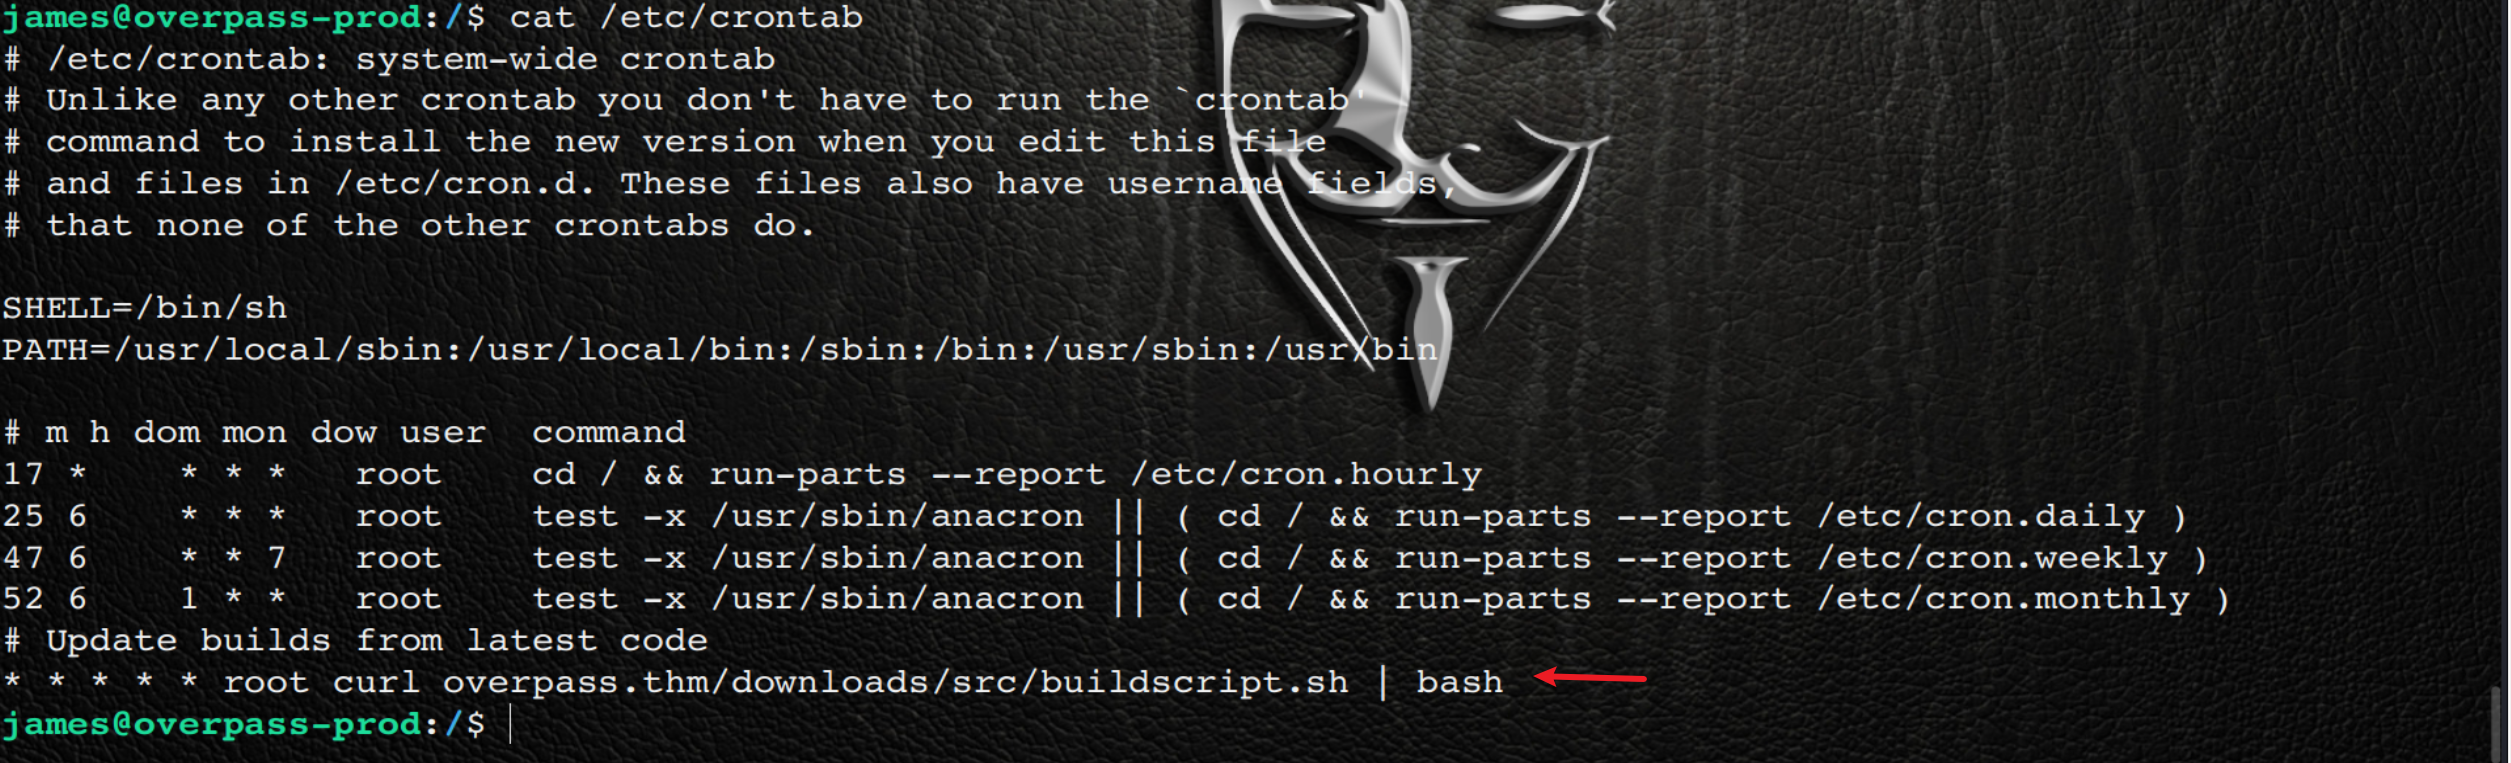 james@overpass-prod:/$ cat /etc/crontab
# /etc/crontab: system-wide crontab
# Unlike any other crontab you don't have to run the `crontab'
# command to install the new version when you edit this file
# and files in /etc/cron.d. These files also have username fields,
# that none of the other crontabs do.

SHELL=/bin/sh
PATH=/usr/local/sbin:/usr/local/bin:/sbin:/bin:/usr/sbin:/usr/bin

# m h dom mon dow user  command
17 *    * * *   root    cd / && run-parts --report /etc/cron.hourly
25 6    * * *   root    test -x /usr/sbin/anacron || ( cd / && run-parts --report /etc/cron.daily )
47 6    * * 7   root    test -x /usr/sbin/anacron || ( cd / && run-parts --report /etc/cron.weekly )
52 6    1 * *   root    test -x /usr/sbin/anacron || ( cd / && run-parts --report /etc/cron.monthly )
# Update builds from latest code
* * * * * root curl overpass.thm/downloads/src/buildscript.sh | bash
james@overpass-prod:/$